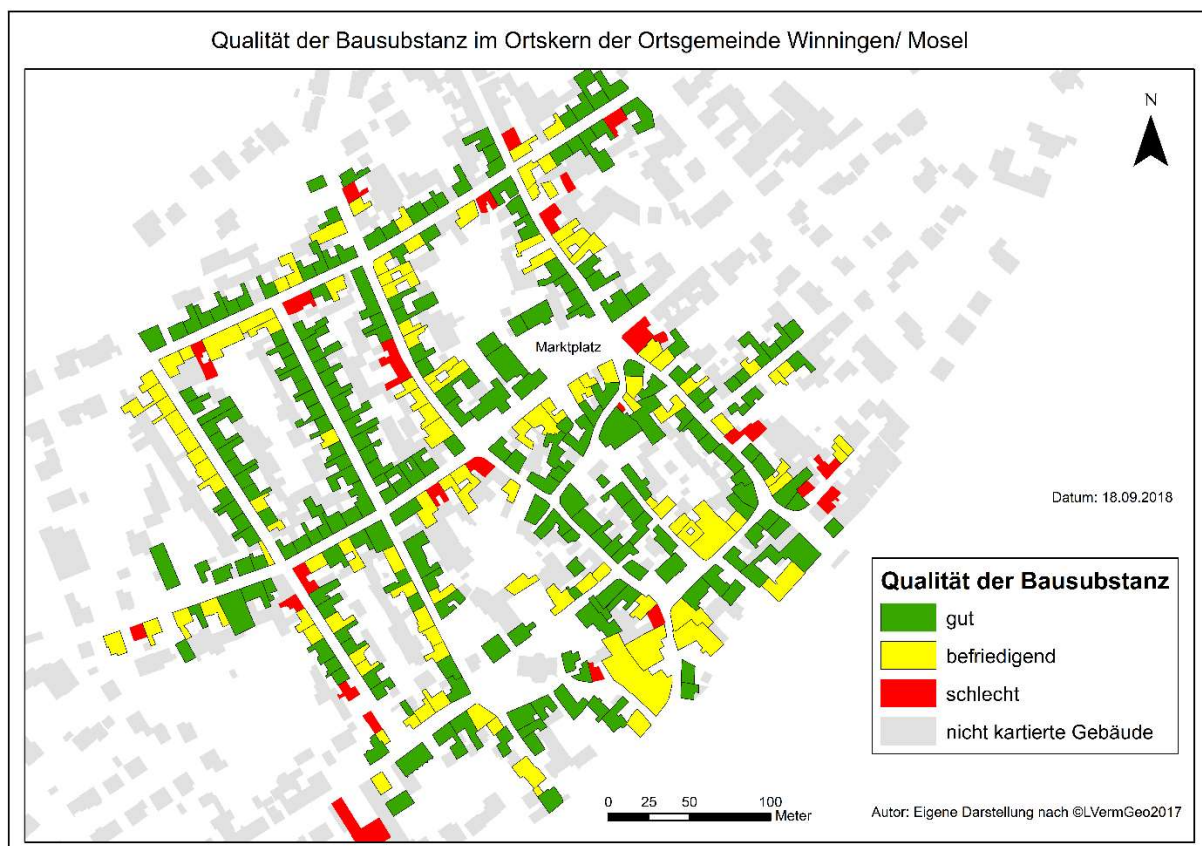 Qualität der Bausubstanz im Ortskern der Ortsgemeinde Winningen/ Mosel
N
Marktplatz
Datum: 18.09.2018
Qualität der Bausubstanz
gut
befriedigend
schlecht
nicht kartierte Gebäude
0 25 50 100
Meter
Autor: Eigene Darstellung nach ©LVermGeo2017